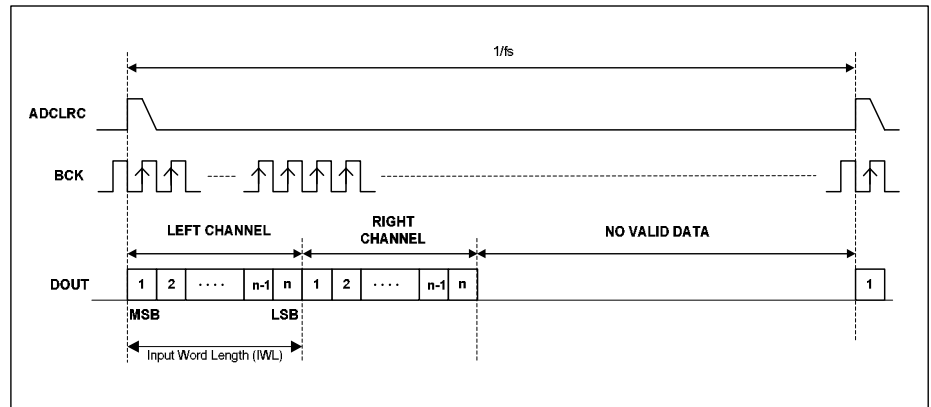 1/fs
ADCLRC
BCK
LEFT CHANNEL
RIGHT
CHANNEL
NO VALID DATA
DOUT
1 2 · · · · n-1 n 1 2 · · · · n-1 n 1
MSB LSB
Input Word Length (IWL)